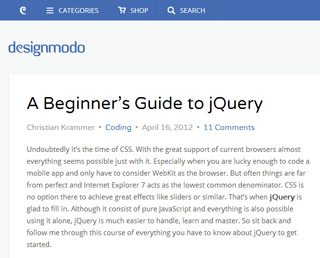 CATEGORIES SHOP SEARCH
designmodo
A Beginner's Guide to jQuery
Christian Krammer • Coding • April 16, 2012 • 11 Comments
Undoubtedly it's the time of CSS. With the great support of current browsers almost
everything seems possible just with it. Especially when you are lucky enough to code a
mobile app and only have to consider WebKit as the browser. But often things are far
from perfect and Internet Explorer 7 acts as the lowest common denominator. CSS is
no option there to achieve great effects like sliders or similar. That's when jQuery is
glad to fill in. Although it consist of pure JavaScript and everything is also possible
using it alone, jQuery is much easier to handle, learn and master. So sit back and
follow me through this course of everything you have to know about jQuery to get
started.